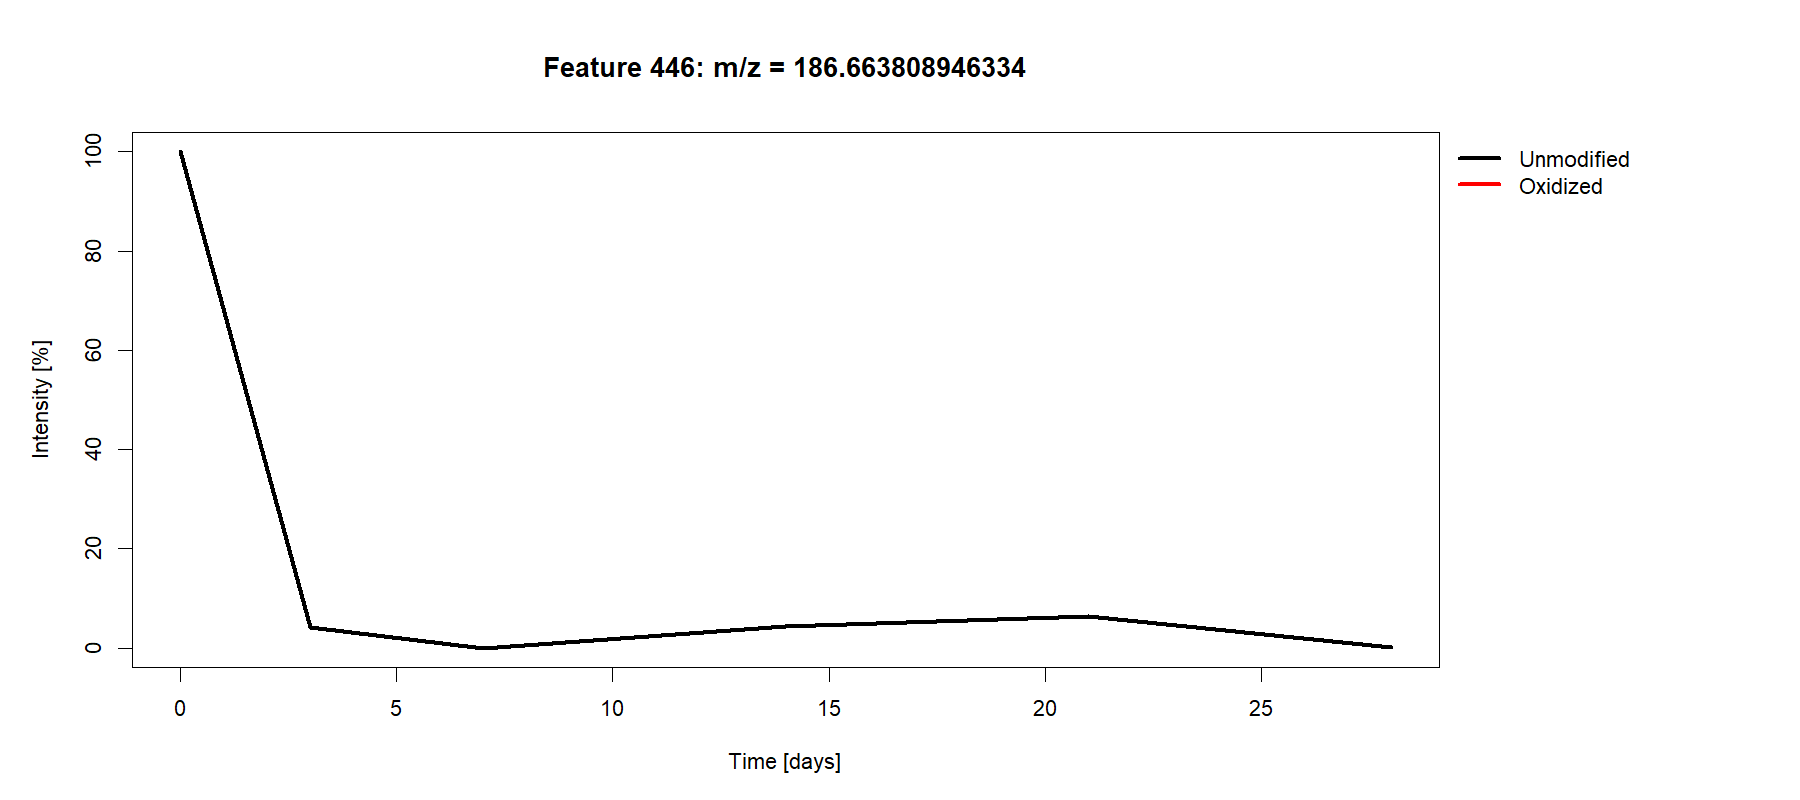 Feature 446: m/z = 186.663808946334
Unmodified
Oxidized
Intensity [%]
100
80
60
40
20
0
0 5 10 15 20 25
Time [days]